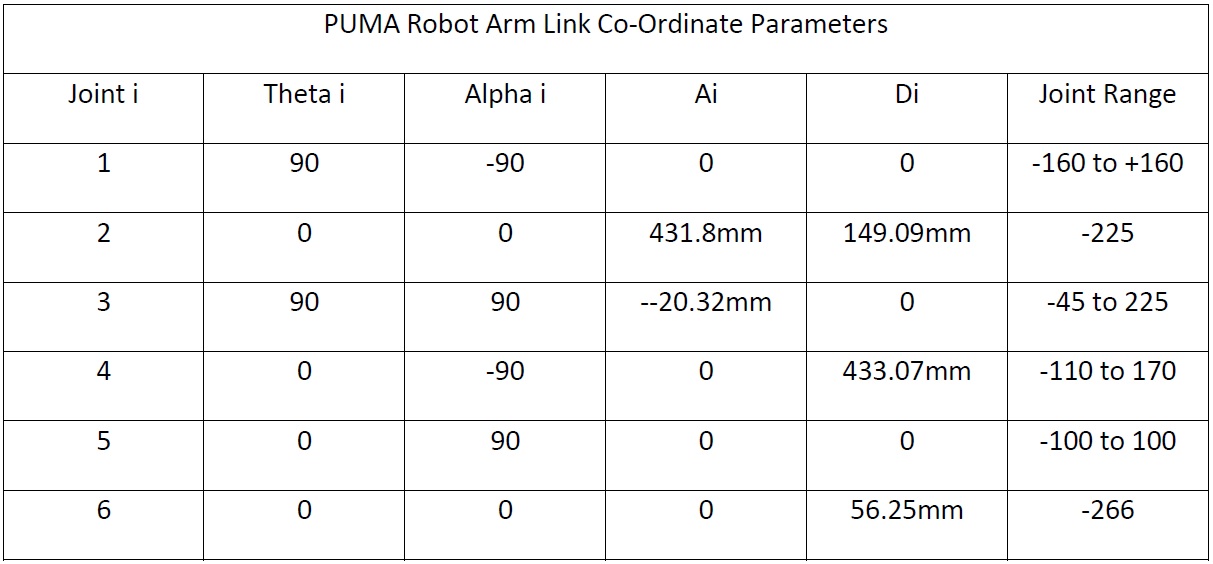 PUMA Robot Arm Link Co-Ordinate Parameters
Joint i Theta i Alpha i Ai Di Joint Range
1 90 -90 0 0 -160 to +160
2 0 0 431.8mm 149.09mm -225
3 90 90 --20.32mm 0 -45 to 225
4 0 -90 0 433.07mm -110 to 170
5 0 90 0 0 -100 to 100
6 0 0 0 56.25mm -266